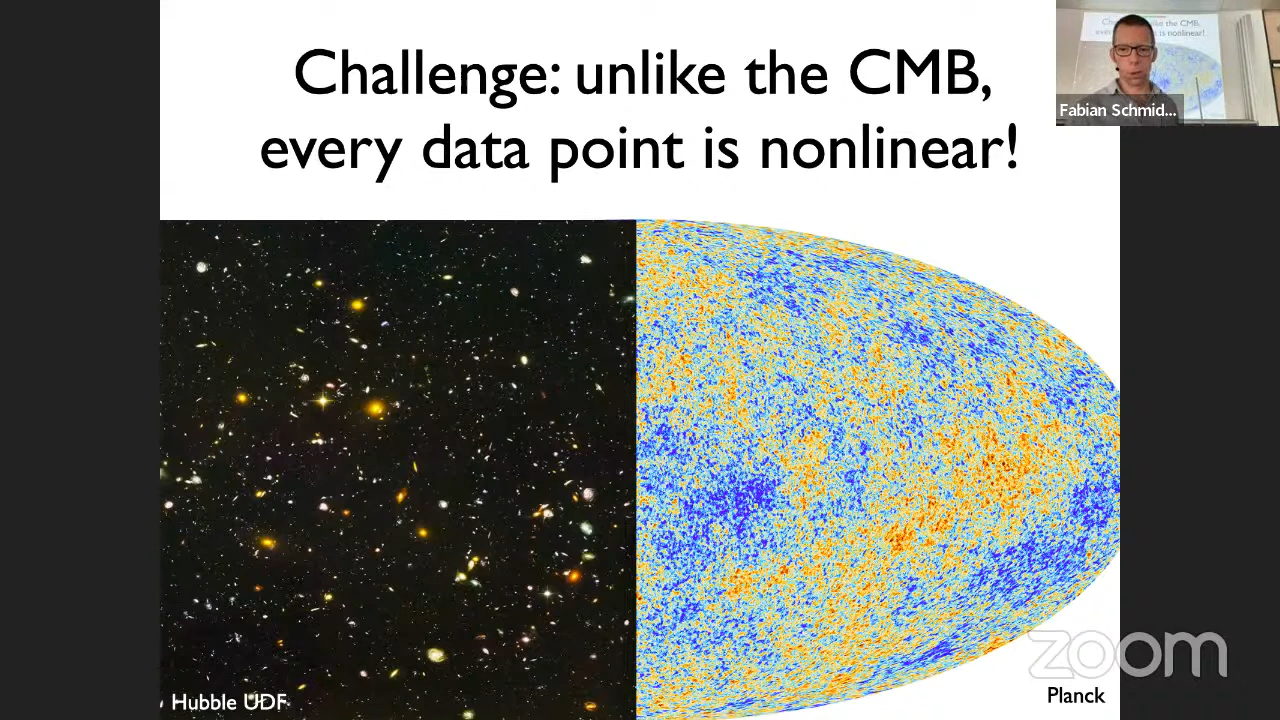 Challenge: unlike the CMB,
every data point is nonlinear!
Fabian Schmid...
Hubble UDF
Planck
zoom